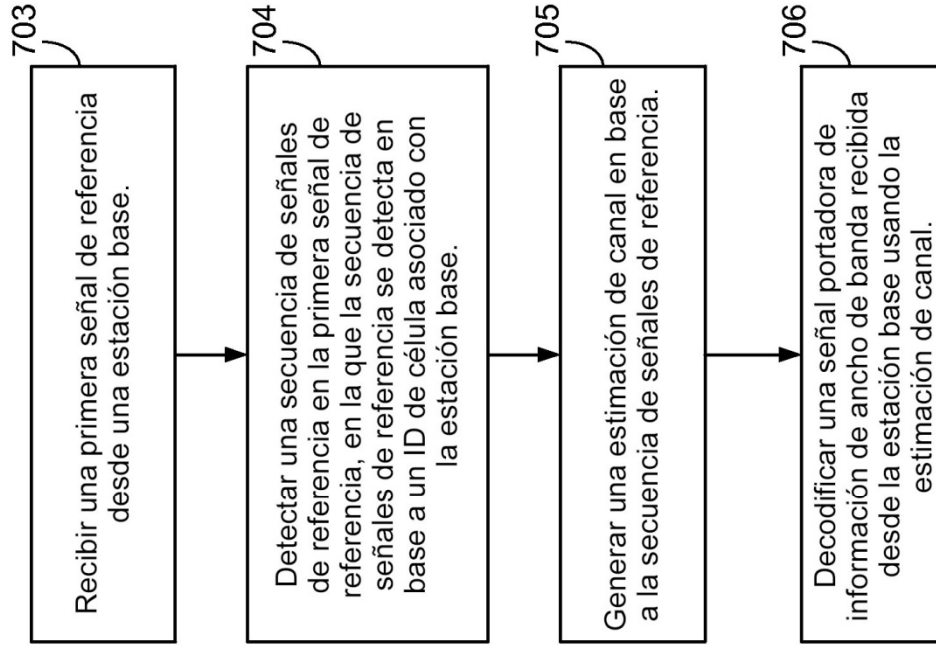 703
Recibir una primera señal de referencia
desde una estación base.
704
Detectar una secuencia de señales
de referencia en la primera señal de
referencia, en la que la secuencia de
señales de referencia se detecta en
base a un ID de célula asociado con
la estación base.
705
Generar una estimación de canal en base
a la secuencia de señales de referencia.
706
Decodificar una señal portadora de
información de ancho de banda recibida
desde la estación base usando la
estimación de canal.